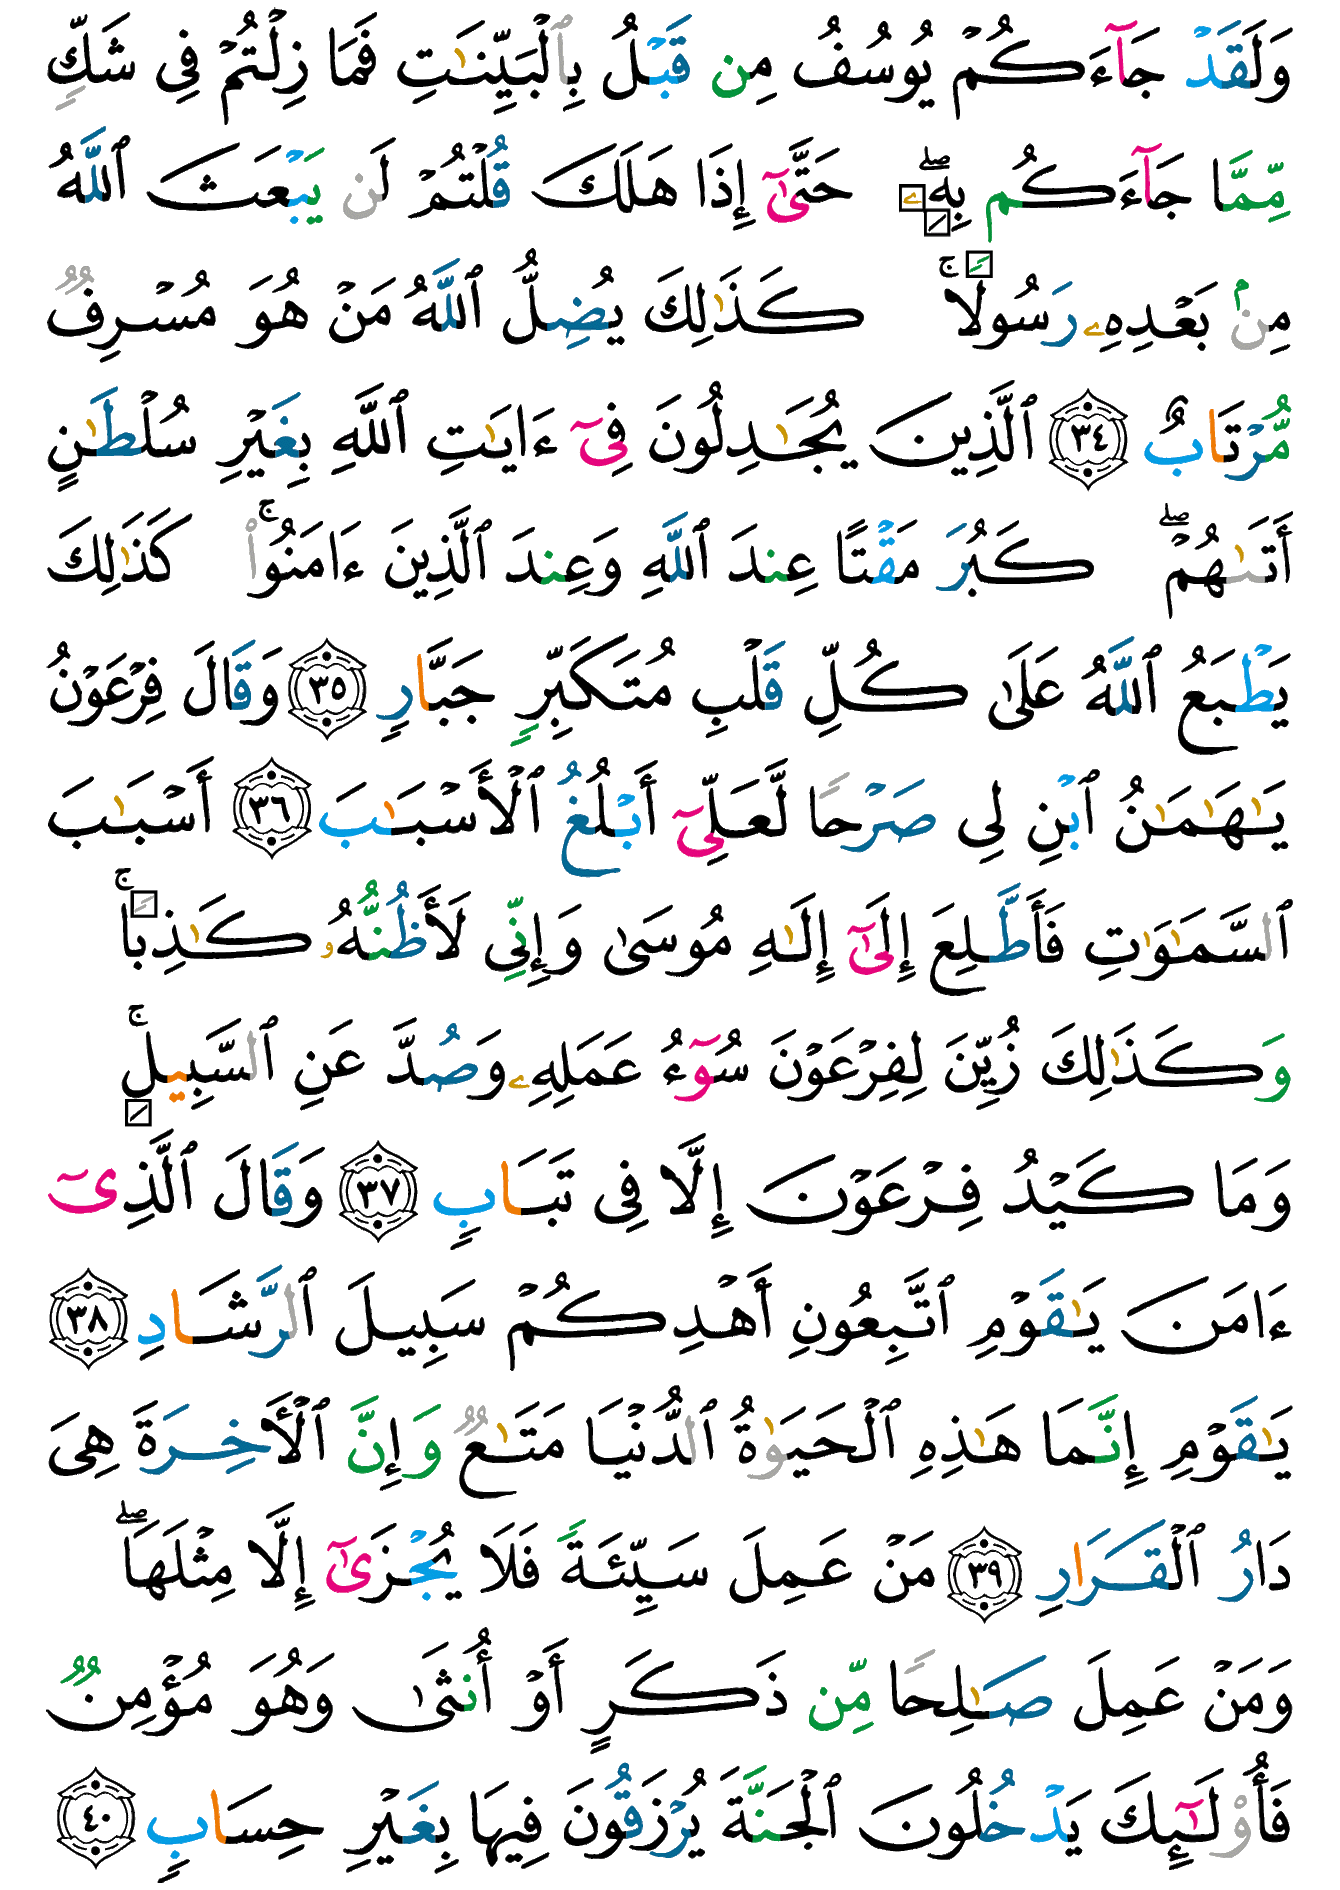 وَلَقَدْ جَآءَكُمْ يُوسُفُ مِن قَبْلُ بِٱلْبَيِّنَـٰتِ فَمَا زِلْتُمْ فِى شَكٍّ
مِّمَّا جَآءَكُم بِهِۦ ۖ حَتَّىٰٓ إِذَا هَلَكَ قُلْتُمْ لَن يَبْعَثَ ٱللَّهُ
مِنۢ بَعْدِهِۦ رَسُولًا ۚ كَذَٰلِكَ يُضِلُّ ٱللَّهُ مَنْ هُوَ مُسْرِفٌ
مُّرْتَابٌ ٣٤ ٱلَّذِينَ يُجَـٰدِلُونَ فِىٓ ءَايَـٰتِ ٱللَّهِ بِغَيْرِ سُلْطَـٰنٍ
أَتَىٰهُمْ ۖ كَبُرَ مَقْتًا عِندَ ٱللَّهِ وَعِندَ ٱلَّذِينَ ءَامَنُوا۟ ۚ كَذَٰلِكَ
يَطْبَعُ ٱللَّهُ عَلَىٰ كُلِّ قَلْبِ مُتَكَبِّرٍ جَبَّارٍ ٣٥ وَقَالَ فِرْعَوْنُ
يَـٰهَـٰمَـٰنُ ٱبْنِ لِى صَرْحًا لَّعَلِّىٓ أَبْلُغُ ٱلْأَسْبَـٰبَ ٣٦ أَسْبَـٰبَ
ٱلسَّمَـٰوَٰتِ فَأَطَّلِعَ إِلَىٰٓ إِلَـٰهِ مُوسَىٰ وَإِنِّى لَأَظُنُّهُۥ كَـٰذِبًا ۚ
وَكَذَٰلِكَ زُيِّنَ لِفِرْعَوْنَ سُوٓءُ عَمَلِهِۦ وَصُدَّ عَنِ ٱلسَّبِيلِ ۚ
وَمَا كَيْدُ فِرْعَوْنَ إِلَّا فِى تَبَابٍ ٣٧ وَقَالَ ٱلَّذِىٓ
ءَامَنَ يَـٰقَوْمِ ٱتَّبِعُونِ أَهْدِكُمْ سَبِيلَ ٱلرَّشَادِ ٣٨
يَـٰقَوْمِ إِنَّمَا هَـٰذِهِ ٱلْحَيَوٰةُ ٱلدُّنْيَا مَتَـٰعٌ وَإِنَّ ٱلْأَخِرَةَ هِىَ
دَارُ ٱلْقَرَارِ ٣٩ مَنْ عَمِلَ سَيِّئَةً فَلَا يُجْزَىٰٓ إِلَّا مِثْلَهَا ۖ
وَمَنْ عَمِلَ صَـٰلِحًا مِّن ذَكَرٍ أَوْ أُنثَىٰ وَهُوَ مُؤْمِنٌ
فَأُو۟لَـٰٓئِكَ يَدْخُلُونَ ٱلْجَنَّةَ يُرْزَقُونَ فِيهَا بِغَيْرِ حِسَابٍ ٤٠